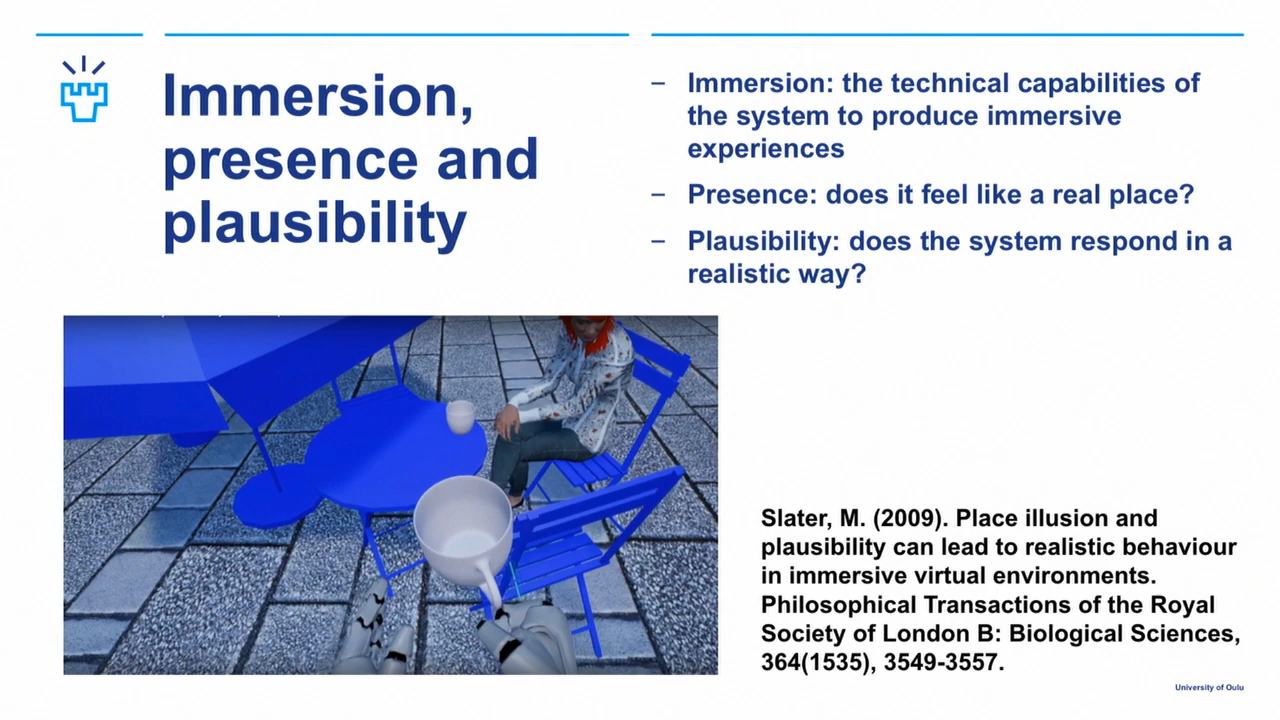 Immersion,
presence and
plausibility
– Immersion: the technical capabilities of
the system to produce immersive
experiences
– Presence: does it feel like a real place?
– Plausibility: does the system respond in a
realistic way?
Slater, M. (2009). Place illusion and
plausibility can lead to realistic behaviour
in immersive virtual environments.
Philosophical Transactions of the Royal
Society of London B: Biological Sciences,
364(1535), 3549-3557.
University of Oulu